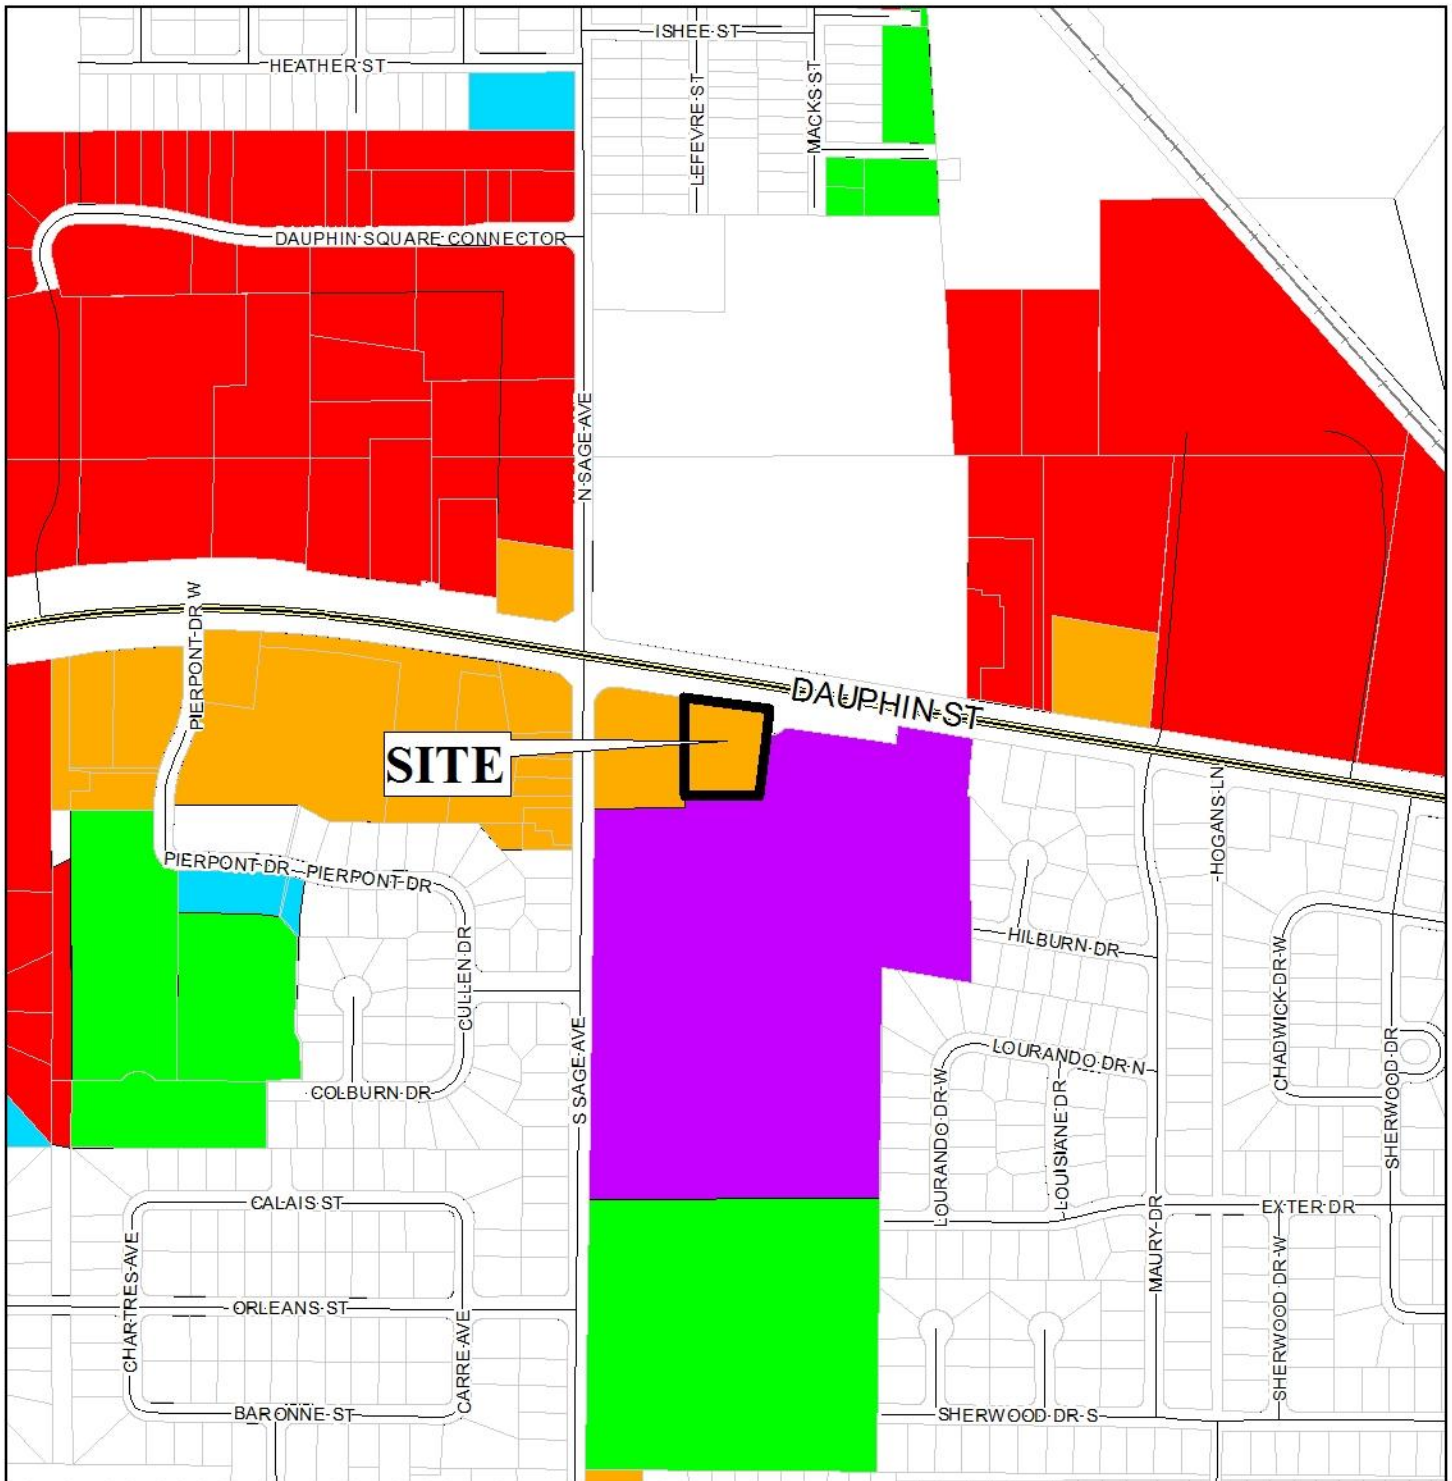 ISHEE ST
HEATHER ST
LEFEVRE ST
MACKS ST
DAUPHIN SQUARE CONNECTOR
N SAGE AVE
PIERPONT DR W
DAUPHIN ST
SITE
HOGANS LN
PIERPONT DR
PIERPONT DR
CULLEN DR
HILBURN DR
CHADWICK DR W
S SAGE AVE
LOURANDO DR N
SHERWOOD DR
COLBURN DR
LOURANDO DR W
LOUISIANE DR
CALAIS ST
MAURY DR
EXTER DR
CHARTRES AVE
ORLEANS ST
CARRE AVE
SHERWOOD DR W
BARONNE ST
SHERWOOD DR S